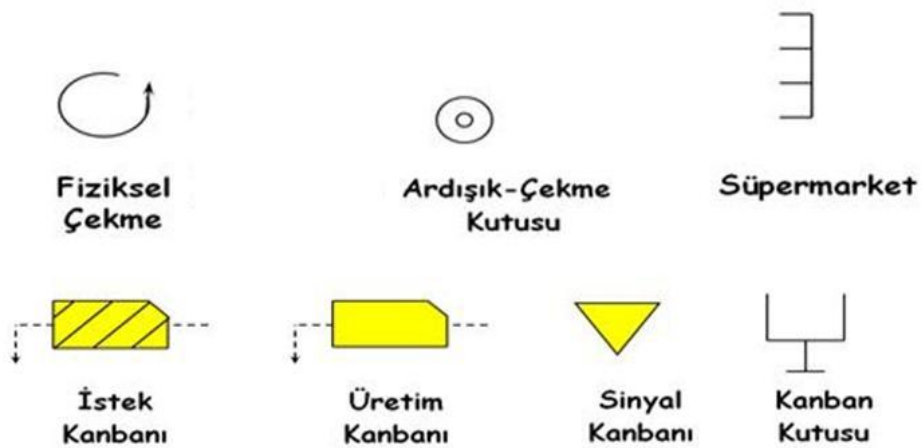 Fiziksel
Çekme
Ardışık-Çekme
Kutusu
Süpermarket
İstek
Kanbanı
Üretim
Kanbanı
Sinyal
Kanbanı
Kanban
Kutusu